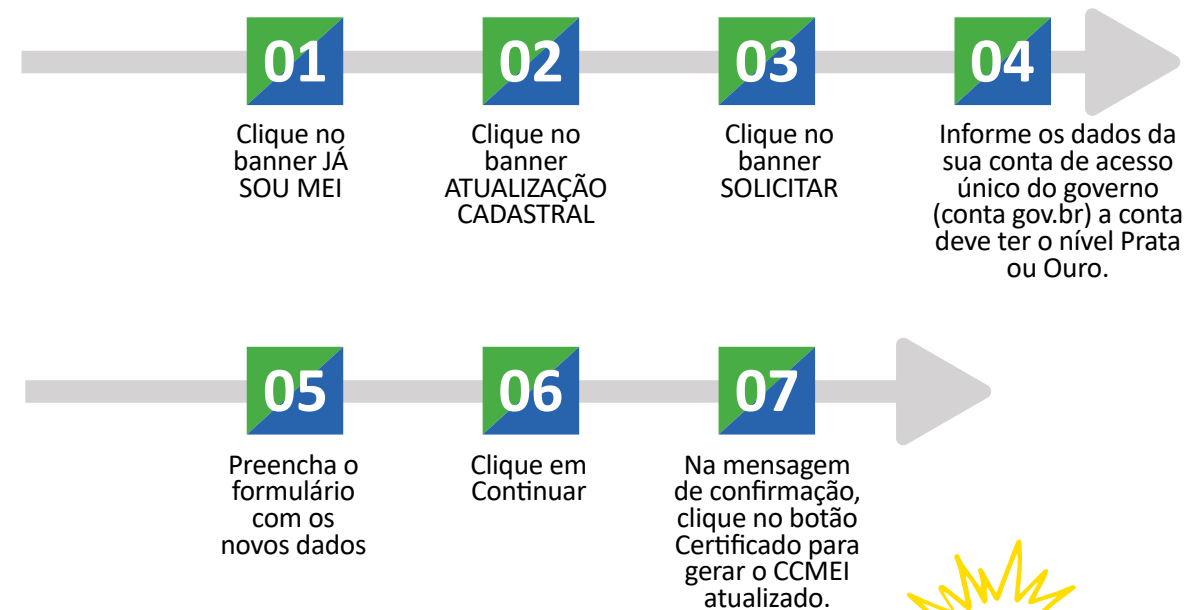 01
02
03
04
Clique no
banner JÁ
SOU MEI
Clique no
banner
ATUALIZAÇÃO
CADASTRAL
Clique no
banner
SOLICITAR
Informe os dados da
sua conta de acesso
único do governo
(conta gov.br) a conta
deve ter o nível Prata
ou Ouro.
05
06
07
Preencha o
formulário
com os
novos dados
Clique em
Continuar
Na mensagem
de confirmação,
clique no botão
Certificado para
gerar o CCMEI
atualizado.